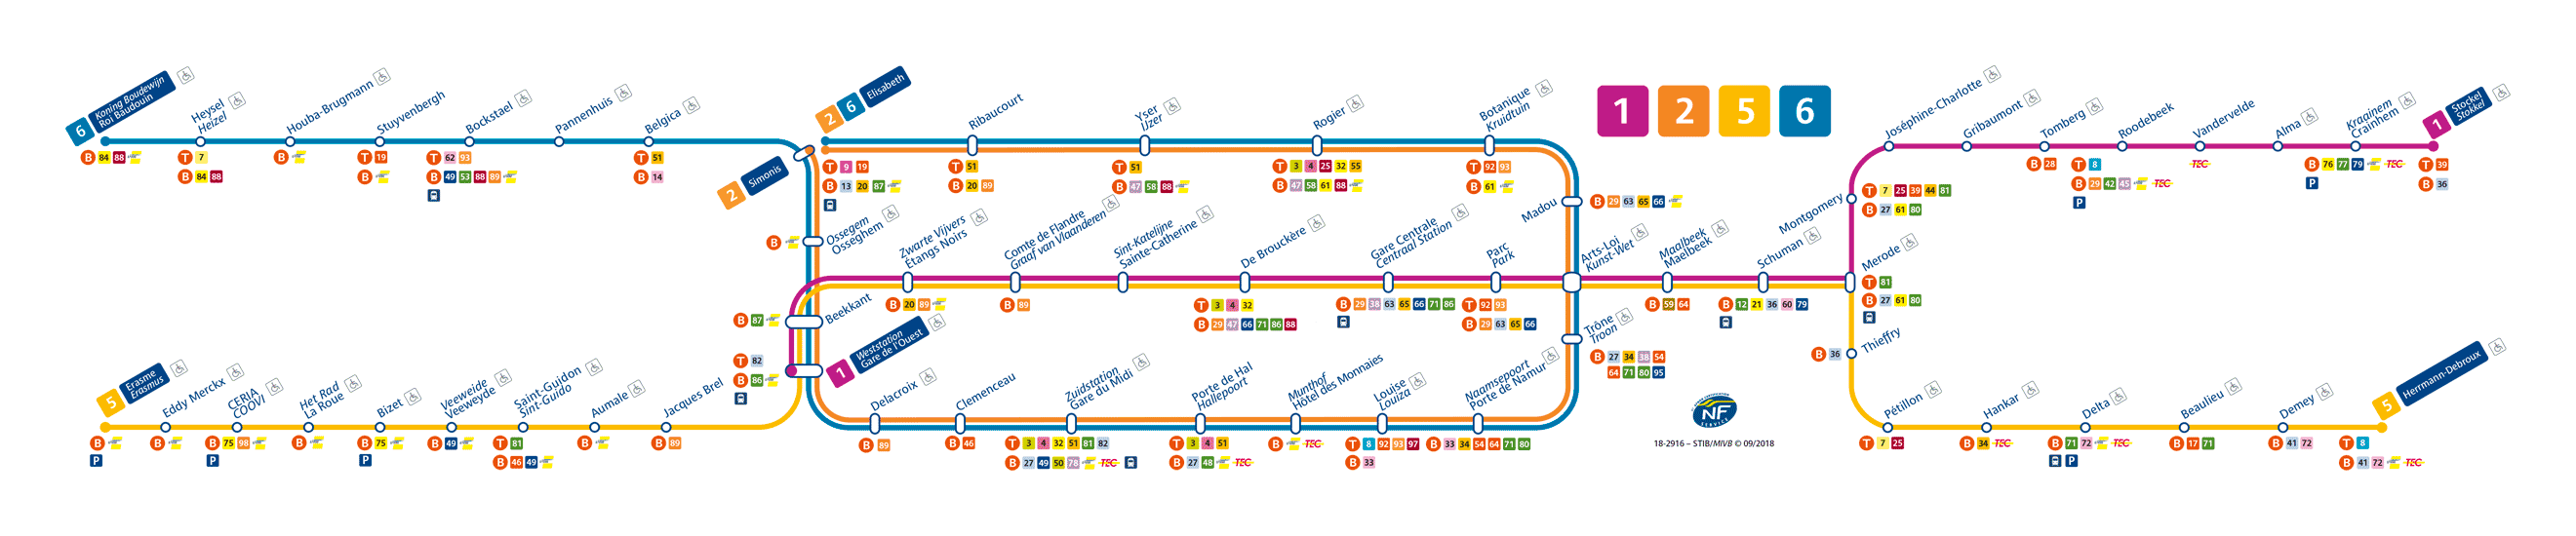 6 Koning Boudewijn
Roi Baudouin
B 84 88
Heysel
Heizel
T 7
B 84 88
Houba-Brugmann
B
Stuyvenbergh
T 19
B
Bockstael
T 62 93
B 49 53 88 89
Pannenhuis
Belgica
T 51
B 14
2 Simonis
2 6 Elisabeth
T 9 19
B 13 20 87
Ribaucourt
T 51
B 20 89
Yser
IJzer
T 51
B 47 58 88
Rogier
T 3 4 25 32 55
B 47 58 61 88
Botanique
Kruidtuin
T 92 93
B 61
1 2 5 6
Madou
B 29 63 65 66
Ossegem
Osseghem
B
Zwarte Vijvers
Étangs Noirs
B 20 89
Comte de Flandre
Graaf van Vlaanderen
B 89
Sint-Katelijne
Sainte-Catherine
De Brouckère
T 3 4 32
B 29 47 66 71 86 88
Gare Centrale
Centraal Station
B 29 38 63 65 66 71 86
Parc
Park
T 92 93
B 29 63 65 66
Arts-Loi
Kunst-Wet
Maalbeek
Maelbeek
B 59 64
Schuman
B 12 21 36 60 79
Montgomery
T 7 25 39 44 81
B 27 61 80
Merode
T 81
B 27 61 80
Joséphine-Charlotte
Gribaumont
Tomberg
B 28
Roodebeek
T 8
B 29 42 45 TEC
P
Vandervelde
TEC
Alma
Kraainem
Crainhem
B 76 77 79 TEC
P
1 Stockel
Stokkel
T 39
B 36
Beekkant
B 87
1 Weststation
Gare de l'Ouest
T 82
B 86
Trône
Troon
B 27 34 38 54
64 71 80 95
Thieffry
B 36
5 Erasme
Erasmus
B
P
Eddy Merckx
B
CERIA
COOVI
B 75 98
P
Het Rad
La Roue
B
Bizet
B 75
P
Veeweide
Veeweyde
B 49
Saint-Guidon
Sint-Guido
T 81
B 46 49
Aumale
B
Jacques Brel
B 89
Delacroix
B 89
Clemenceau
B 46
Zuidstation
Gare du Midi
T 3 4 32 51 81 82
B 27 49 50 78 TEC
Porte de Hal
Hallepoort
T 3 4 51
B 27 48 TEC
Munthof
Hôtel des Monnaies
B TEC
Louise
Louiza
T 8 92 93 97
B 33
Naamsepoort
Porte de Namur
B 33 34 54 64 71 80
NF
SERVICE
18-2916 – STIB/MIVB © 09/2018
Pétillon
T 7 25
Hankar
B 34 TEC
Delta
B 71 72 TEC
P
Beaulieu
B 17 71
Demey
B 41 72
5 Herrmann-Debroux
T 8
B 41 72 TEC